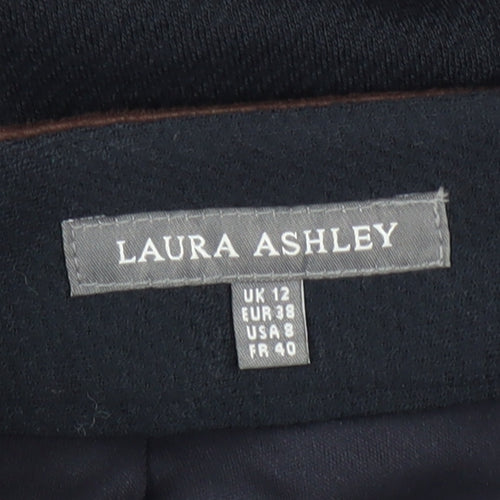 LAURA ASHLEY
UK 12
EUR 38
USA 8
FR 40